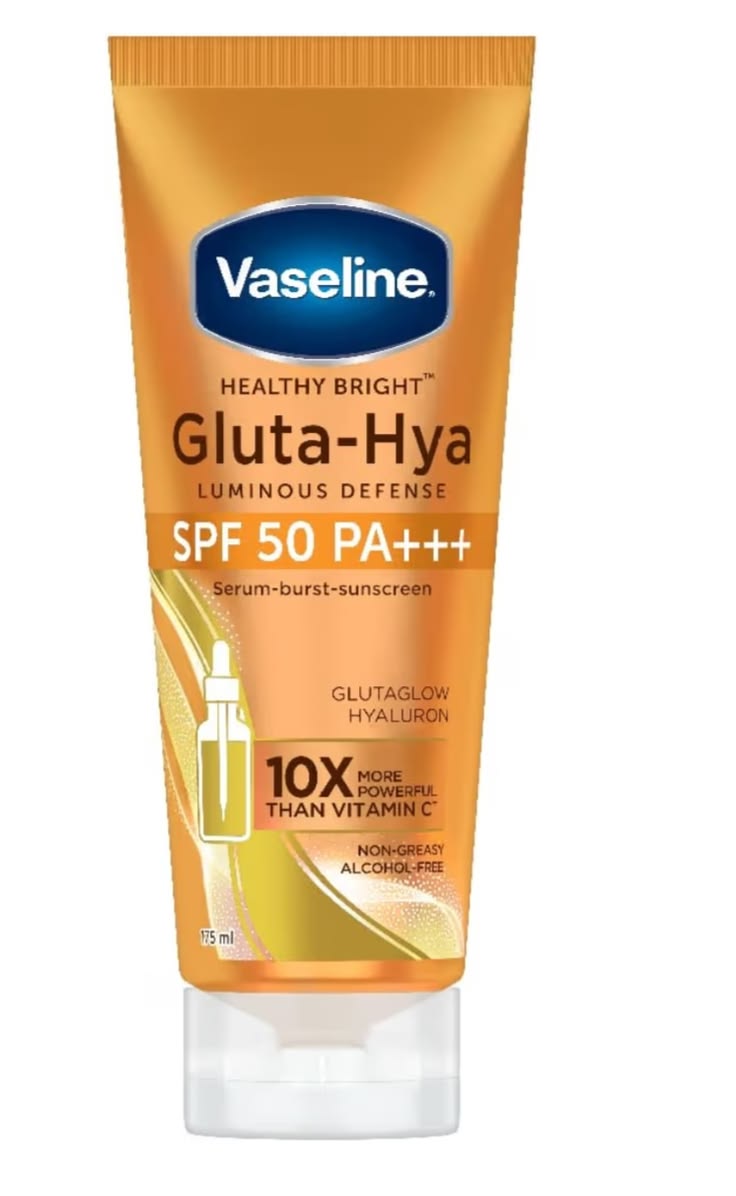 Vaseline®
HEALTHY BRIGHT™
Gluta-Hya
LUMINOUS DEFENSE
SPF 50 PA+++
Serum-burst-sunscreen
GLUTAGLOW
HYALURON
10X MORE
POWERFUL
THAN VITAMIN C
NON-GREASY
ALCOHOL-FREE
175 ml